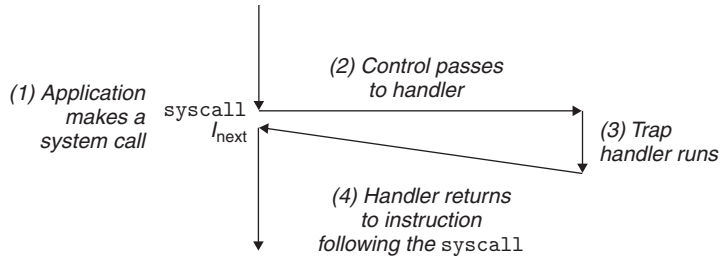 (1) Application
makes a
system call
syscall
Inext
(2) Control passes
to handler
(3) Trap
handler runs
(4) Handler returns
to instruction
following the syscall